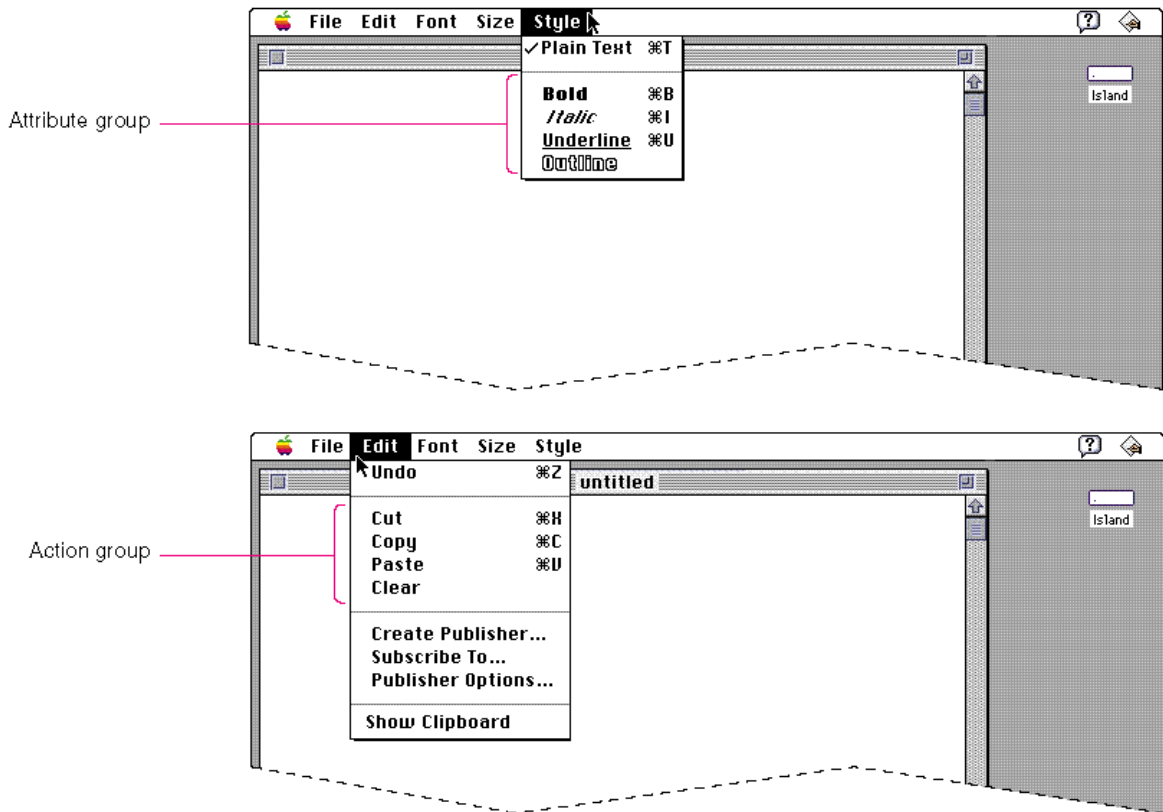 File Edit Font Size Style
✓Plain Text ⌘T
Bold ⌘B
Italic ⌘I
Underline ⌘U
Outline
Island
Attribute group
File Edit Font Size Style
Undo ⌘Z
untitled
Cut ⌘X
Copy ⌘C
Paste ⌘V
Clear
Create Publisher...
Subscribe To...
Publisher Options...
Show Clipboard
Island
Action group